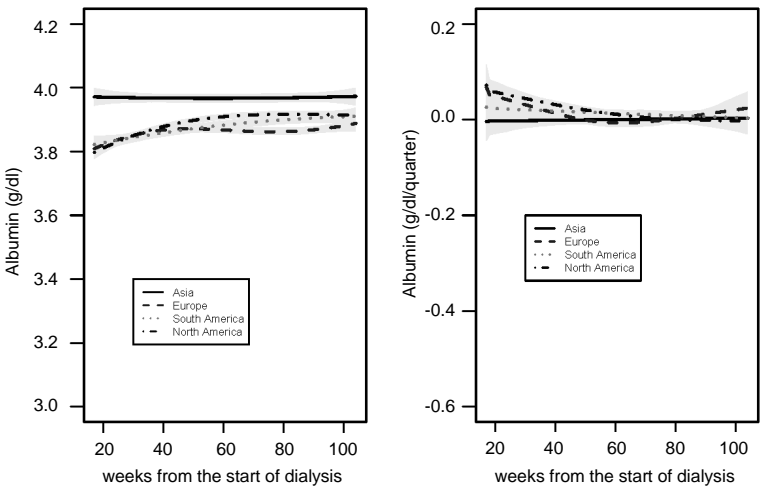 4.2
4.0
3.8
3.6
3.4
3.2
3.0
Albumin (g/dl)
Asia
Europe
South America
North America
20 40 60 80 100
weeks from the start of dialysis
0.2
0.0
-0.2
-0.4
-0.6
Albumin (g/dl/quarter)
Asia
Europe
South America
North America
20 40 60 80 100
weeks from the start of dialysis